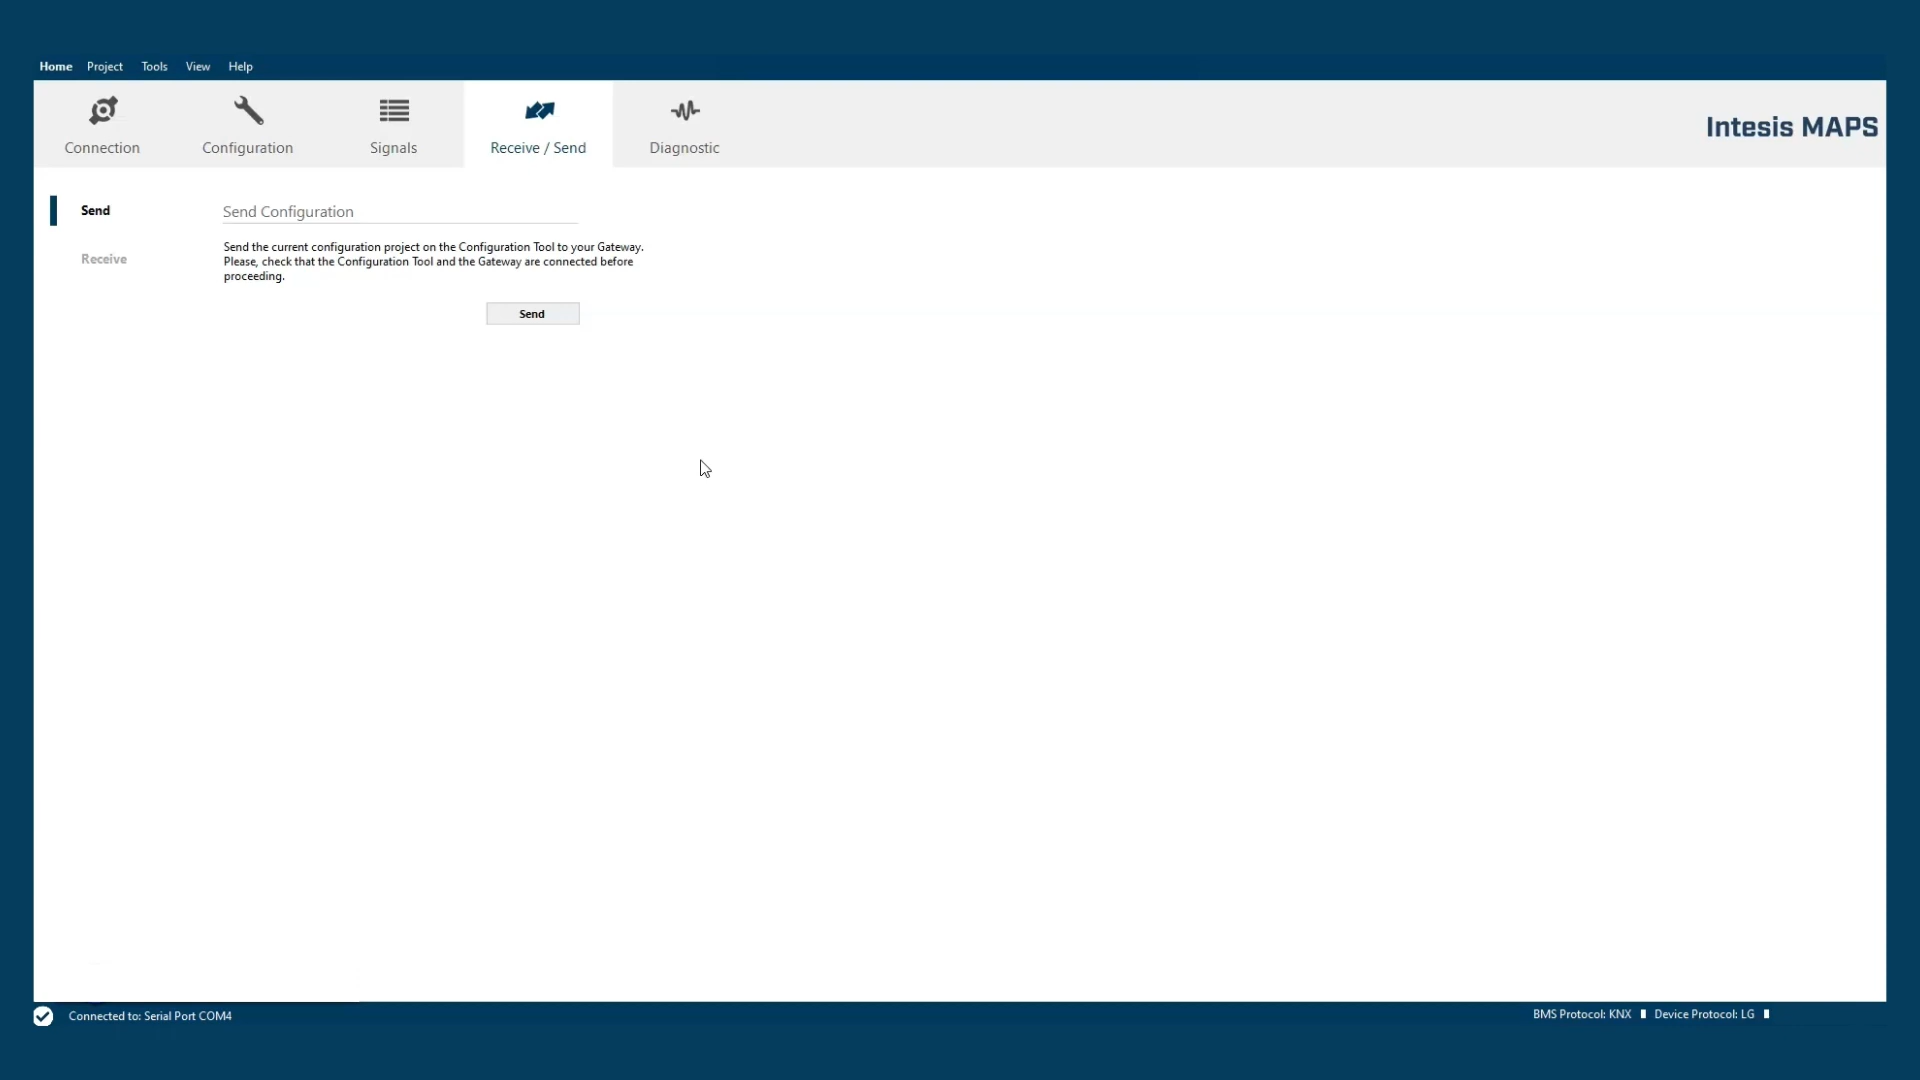 Home Project Tools View Help
Connection Configuration Signals Receive / Send Diagnostic
Intesis MAPS
Send
Receive
Send Configuration
Send the current configuration project on the Configuration Tool to your Gateway.
Please, check that the Configuration Tool and the Gateway are connected before
proceeding.
Send
Connected to: Serial Port COM4
BMS Protocol: KNX Device Protocol: LG